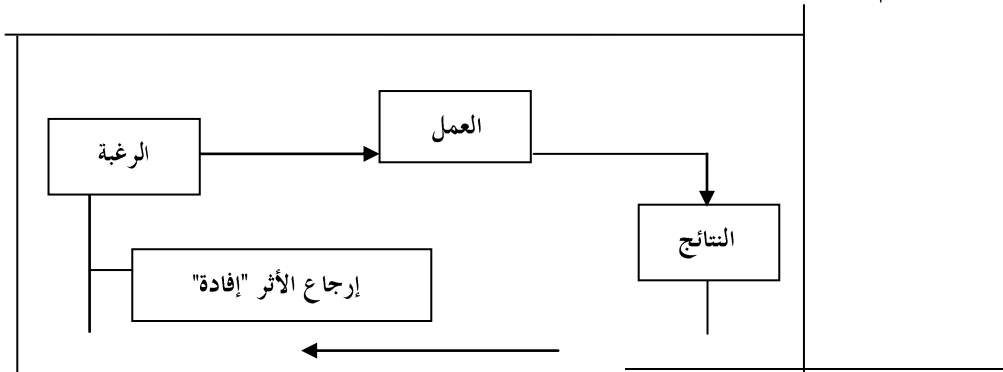 العمل
الرغبة
النتائج
إرجاع الأثر "إفادة"